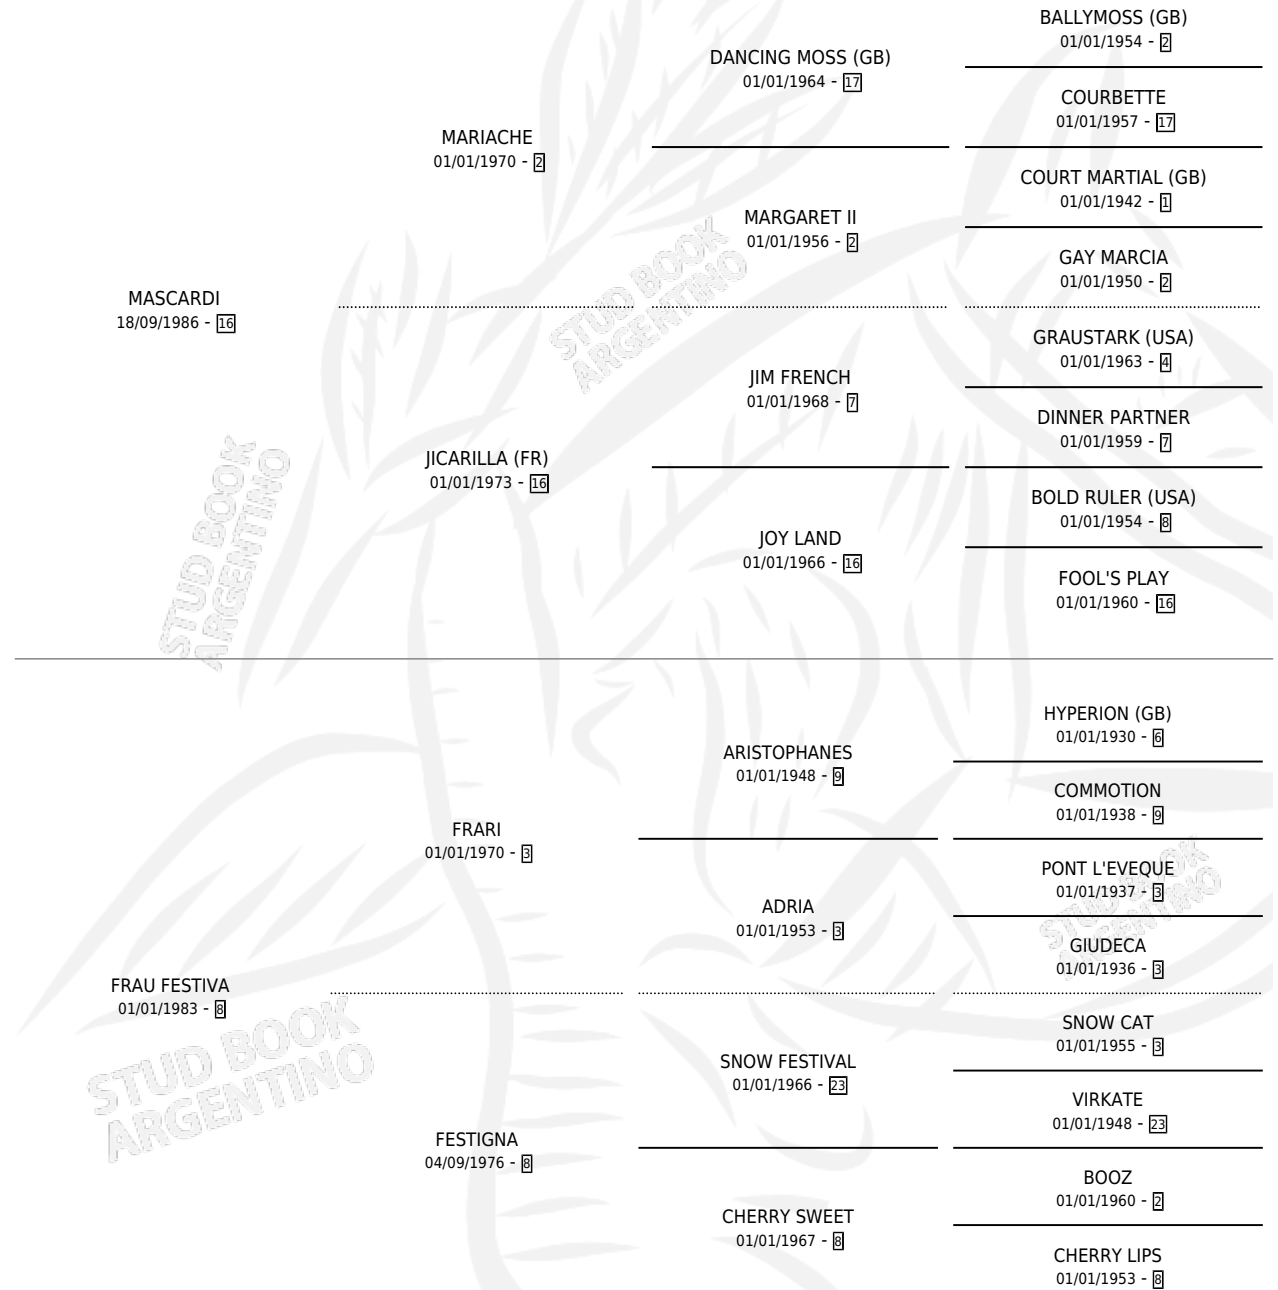 BALLYMOSS (GB)
01/01/1954 - 2
DANCING MOSS (GB)
01/01/1964 - 17
COURBETTE
01/01/1957 - 17
MARIACHE
01/01/1970 - 2
COURT MARTIAL (GB)
01/01/1942 - 1
MARGARET II
01/01/1956 - 2
GAY MARCIA
01/01/1950 - 2
MASCARDI
18/09/1986 - 16
GRAUSTARK (USA)
01/01/1963 - 4
JIM FRENCH
01/01/1968 - 7
DINNER PARTNER
01/01/1959 - 7
JICARILLA (FR)
01/01/1973 - 16
BOLD RULER (USA)
01/01/1954 - 8
JOY LAND
01/01/1966 - 16
FOOL'S PLAY
01/01/1960 - 16
HYPERION (GB)
01/01/1930 - 6
ARISTOPHANES
01/01/1948 - 9
COMMOTION
01/01/1938 - 9
FRARI
01/01/1970 - 3
PONT L'EVEQUE
01/01/1937 - 3
ADRIA
01/01/1953 - 3
GIUDECA
01/01/1936 - 3
FRAU FESTIVA
01/01/1983 - 8
SNOW CAT
01/01/1955 - 3
SNOW FESTIVAL
01/01/1966 - 23
VIRKATE
01/01/1948 - 23
FESTIGNA
04/09/1976 - 8
BOOZ
01/01/1960 - 2
CHERRY SWEET
01/01/1967 - 8
CHERRY LIPS
01/01/1953 - 8
STUD BOOK
ARGENTINO
STUD BOOK
ARGENTINO
STUD BOOK
ARGENTINO
STUD BOOK
ARGENTINO